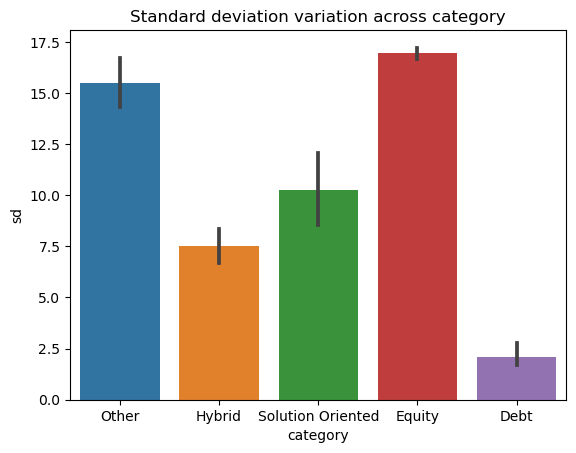 Standard deviation variation across category
17.5
15.0
12.5
10.0
7.5
5.0
2.5
0.0
sd
Other Hybrid Solution Oriented Equity Debt
category